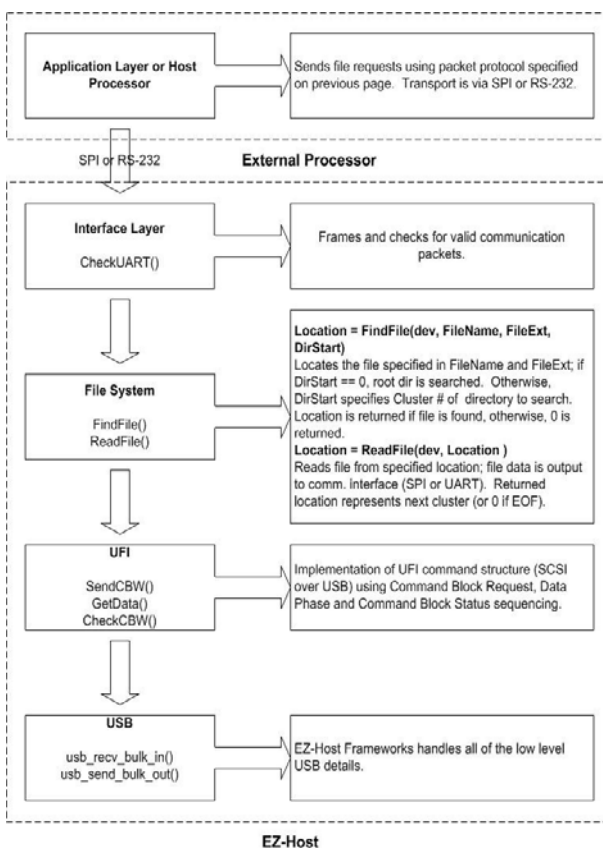 Application Layer or Host
Processor
Sends file requests using packet protocol specified
on previous page. Transport is via SPI or RS-232.
SPI or RS-232
External Processor
Interface Layer
CheckUART()
Frames and checks for valid communication
packets.
File System
FindFile()
ReadFile()
Location = FindFile(dev, FileName, FileExt,
DirStart)
Locates the file specified in FileName and FileExt; if
DirStart == 0, root dir is searched. Otherwise,
DirStart specifies Cluster # of directory to search.
Location is returned if file is found, otherwise, 0 is
returned.
Location = ReadFile(dev, Location )
Reads file from specified location; file data is output
to comm. interface (SPI or UART). Returned
location represents next cluster (or 0 if EOF).
UFI
SendCBW()
GetData()
CheckCBW()
Implementation of UFI command structure (SCSI
over USB) using Command Block Request, Data
Phase and Command Block Status sequencing.
USB
usb_recv_bulk_in()
usb_send_bulk_out()
EZ-Host Frameworks handles all of the low level
USB details.
EZ-Host